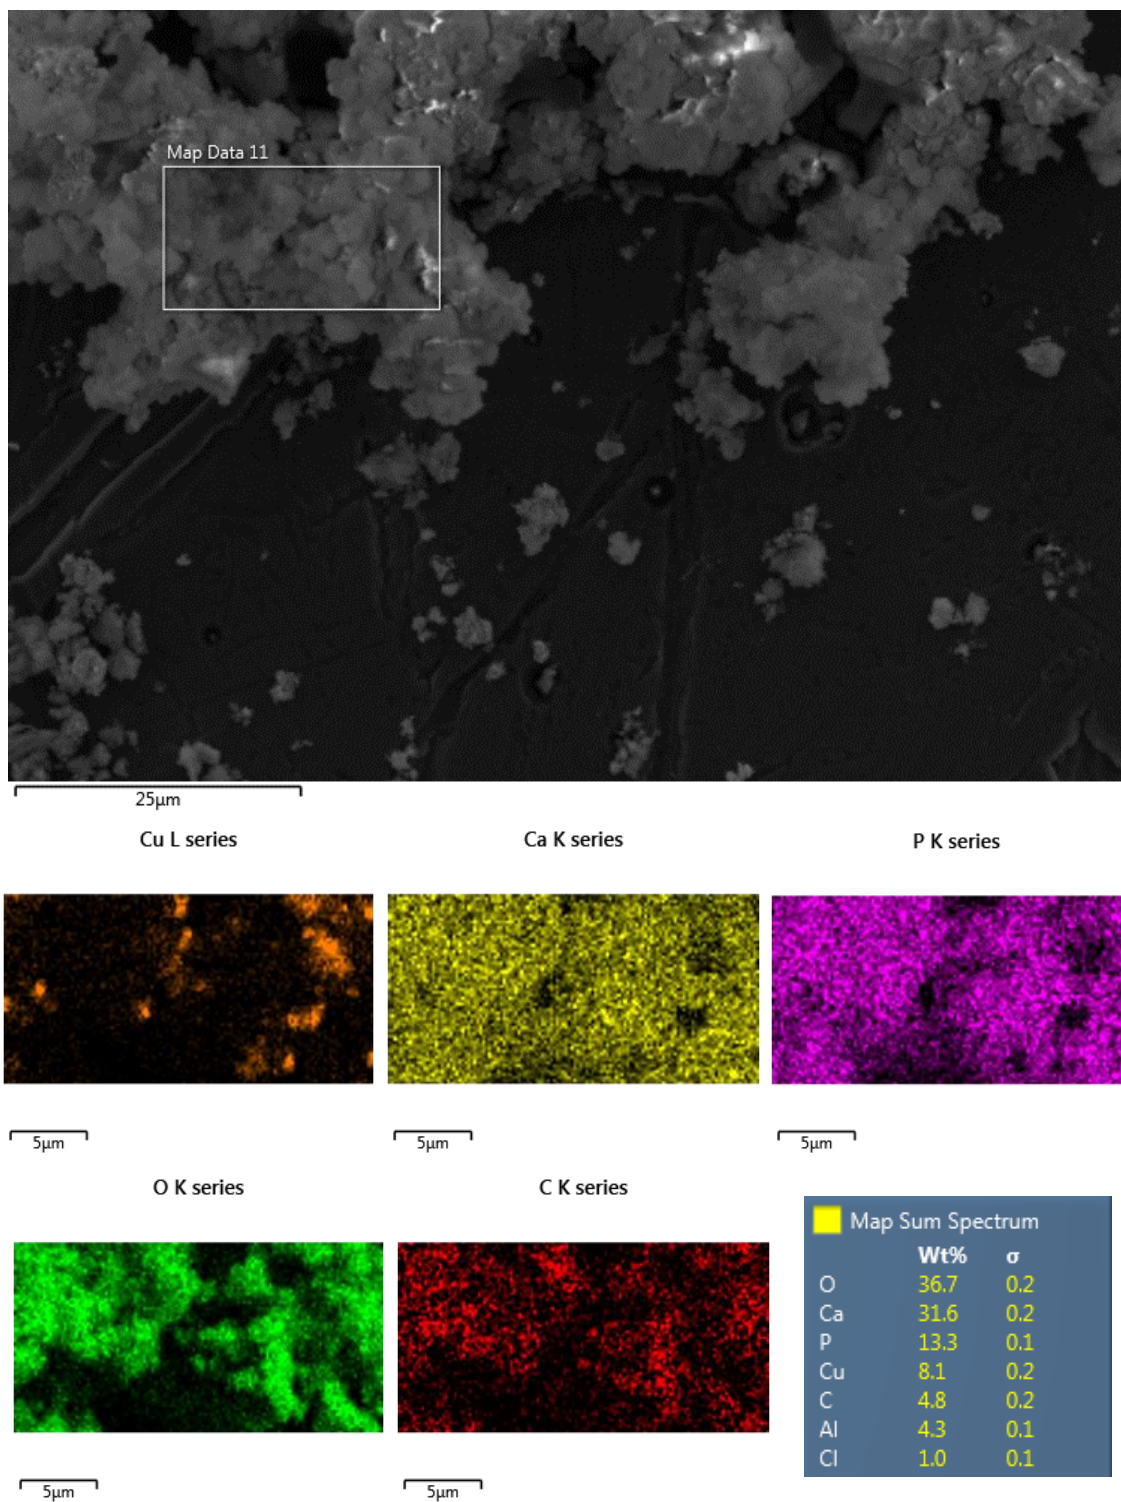 Map Data 11
25µm
Cu L series
Ca K series
P K series
5µm
5µm
5µm
O K series
C K series
5µm
5µm
Map Sum Spectrum
Wt% σ
O 36.7 0.2
Ca 31.6 0.2
P 13.3 0.1
Cu 8.1 0.2
C 4.8 0.2
Al 4.3 0.1
Cl 1.0 0.1